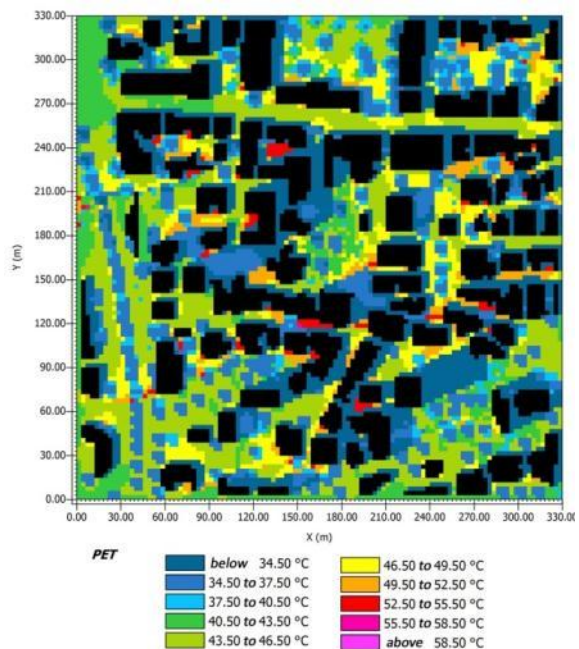 330.00
300.00
270.00
240.00
210.00
180.00
150.00
120.00
90.00
60.00
30.00
0.00
Y (m)
0.00 30.00 60.00 90.00 120.00 150.00 180.00 210.00 240.00 270.00 300.00 330.00
X (m)
PET
below 34.50 °C
34.50 to 37.50 °C
37.50 to 40.50 °C
40.50 to 43.50 °C
43.50 to 46.50 °C
46.50 to 49.50 °C
49.50 to 52.50 °C
52.50 to 55.50 °C
55.50 to 58.50 °C
above 58.50 °C